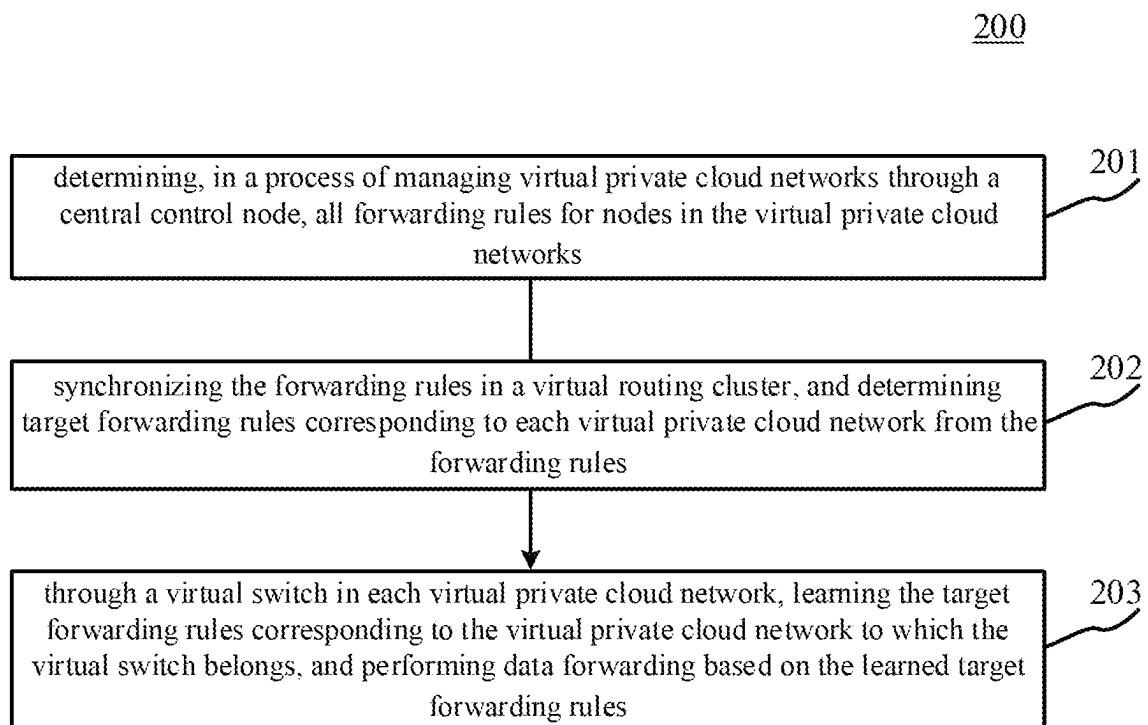 200
201
determining, in a process of managing virtual private cloud networks through a
central control node, all forwarding rules for nodes in the virtual private cloud
networks
202
synchronizing the forwarding rules in a virtual routing cluster, and determining
target forwarding rules corresponding to each virtual private cloud network from the
forwarding rules
203
through a virtual switch in each virtual private cloud network, learning the target
forwarding rules corresponding to the virtual private cloud network to which the
virtual switch belongs, and performing data forwarding based on the learned target
forwarding rules